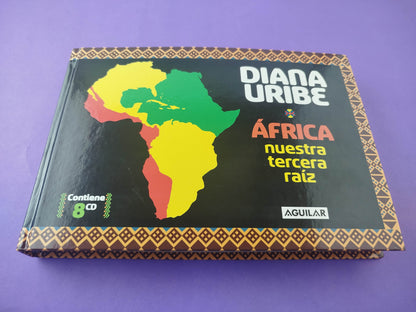 DIANA
URIBE
ÁFRICA
nuestra
tercera
raíz
Contiene
8 CD
AGUILAR